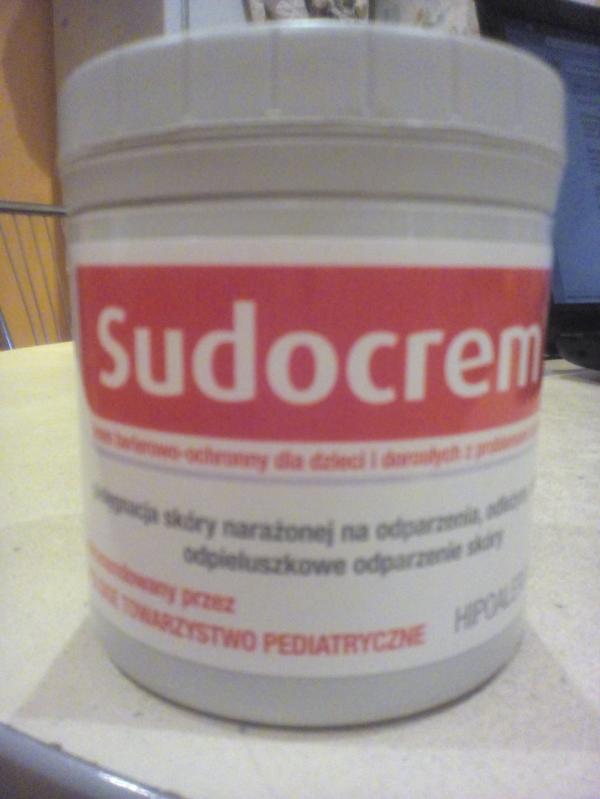 Sudocrem
barierowo-ochronny dla dzieci i dorosłych z
skóry narażonej na odparzenia,
odpieluszkowe odparzenie skóry
przez
TOWARZYSTWO PEDIATRYCZNE